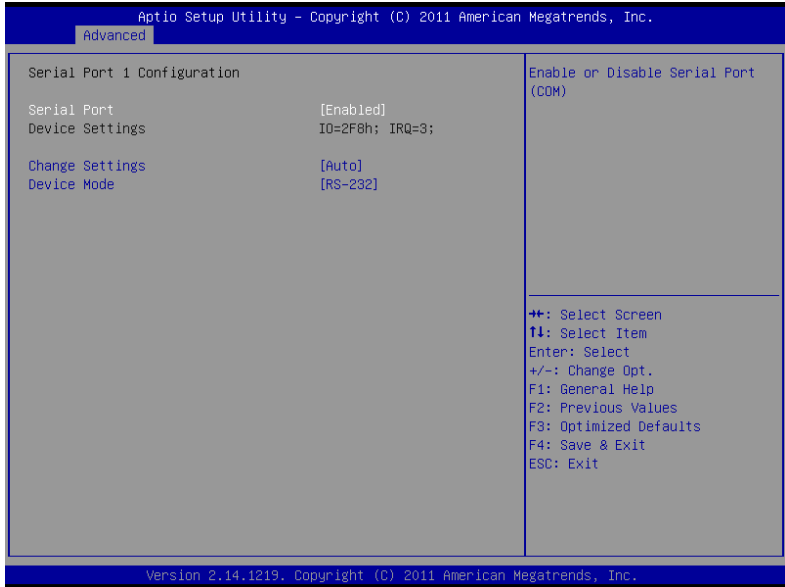 Aptio Setup Utility – Copyright (C) 2011 American Megatrends, Inc.
Advanced
Serial Port 1 Configuration
Serial Port [Enabled]
Device Settings IO=2F8h; IRQ=3;
Change Settings [Auto]
Device Mode [RS-232]
Enable or Disable Serial Port
(COM)
→←: Select Screen
↑↓: Select Item
Enter: Select
+/-: Change Opt.
F1: General Help
F2: Previous Values
F3: Optimized Defaults
F4: Save & Exit
ESC: Exit
Version 2.14.1219. Copyright (C) 2011 American Megatrends, Inc.